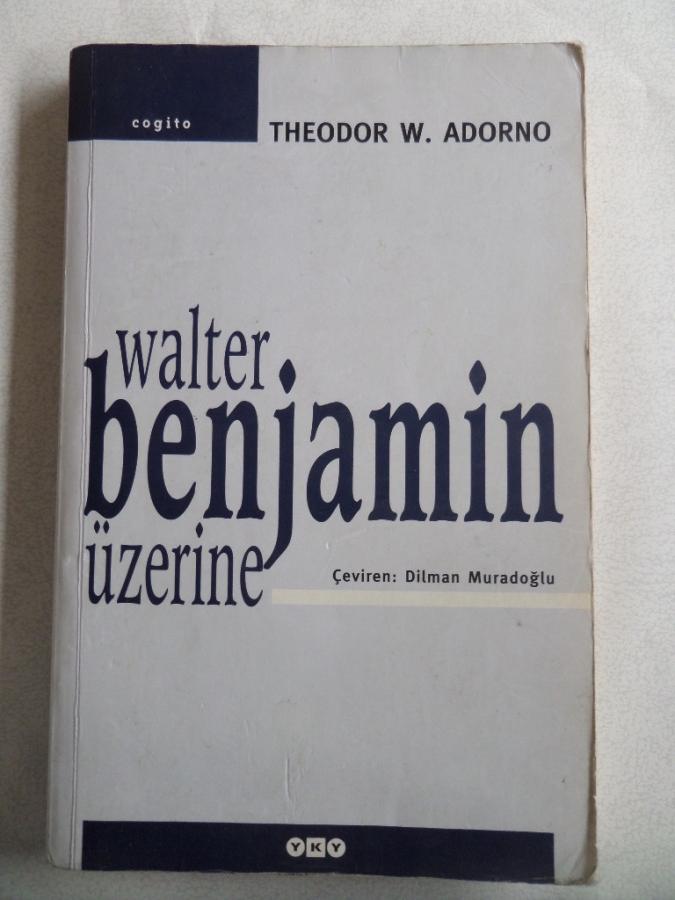 cogito
THEODOR W. ADORNO
walter
benjamin
üzerine
Çeviren: Dilman Muradoğlu
YKY